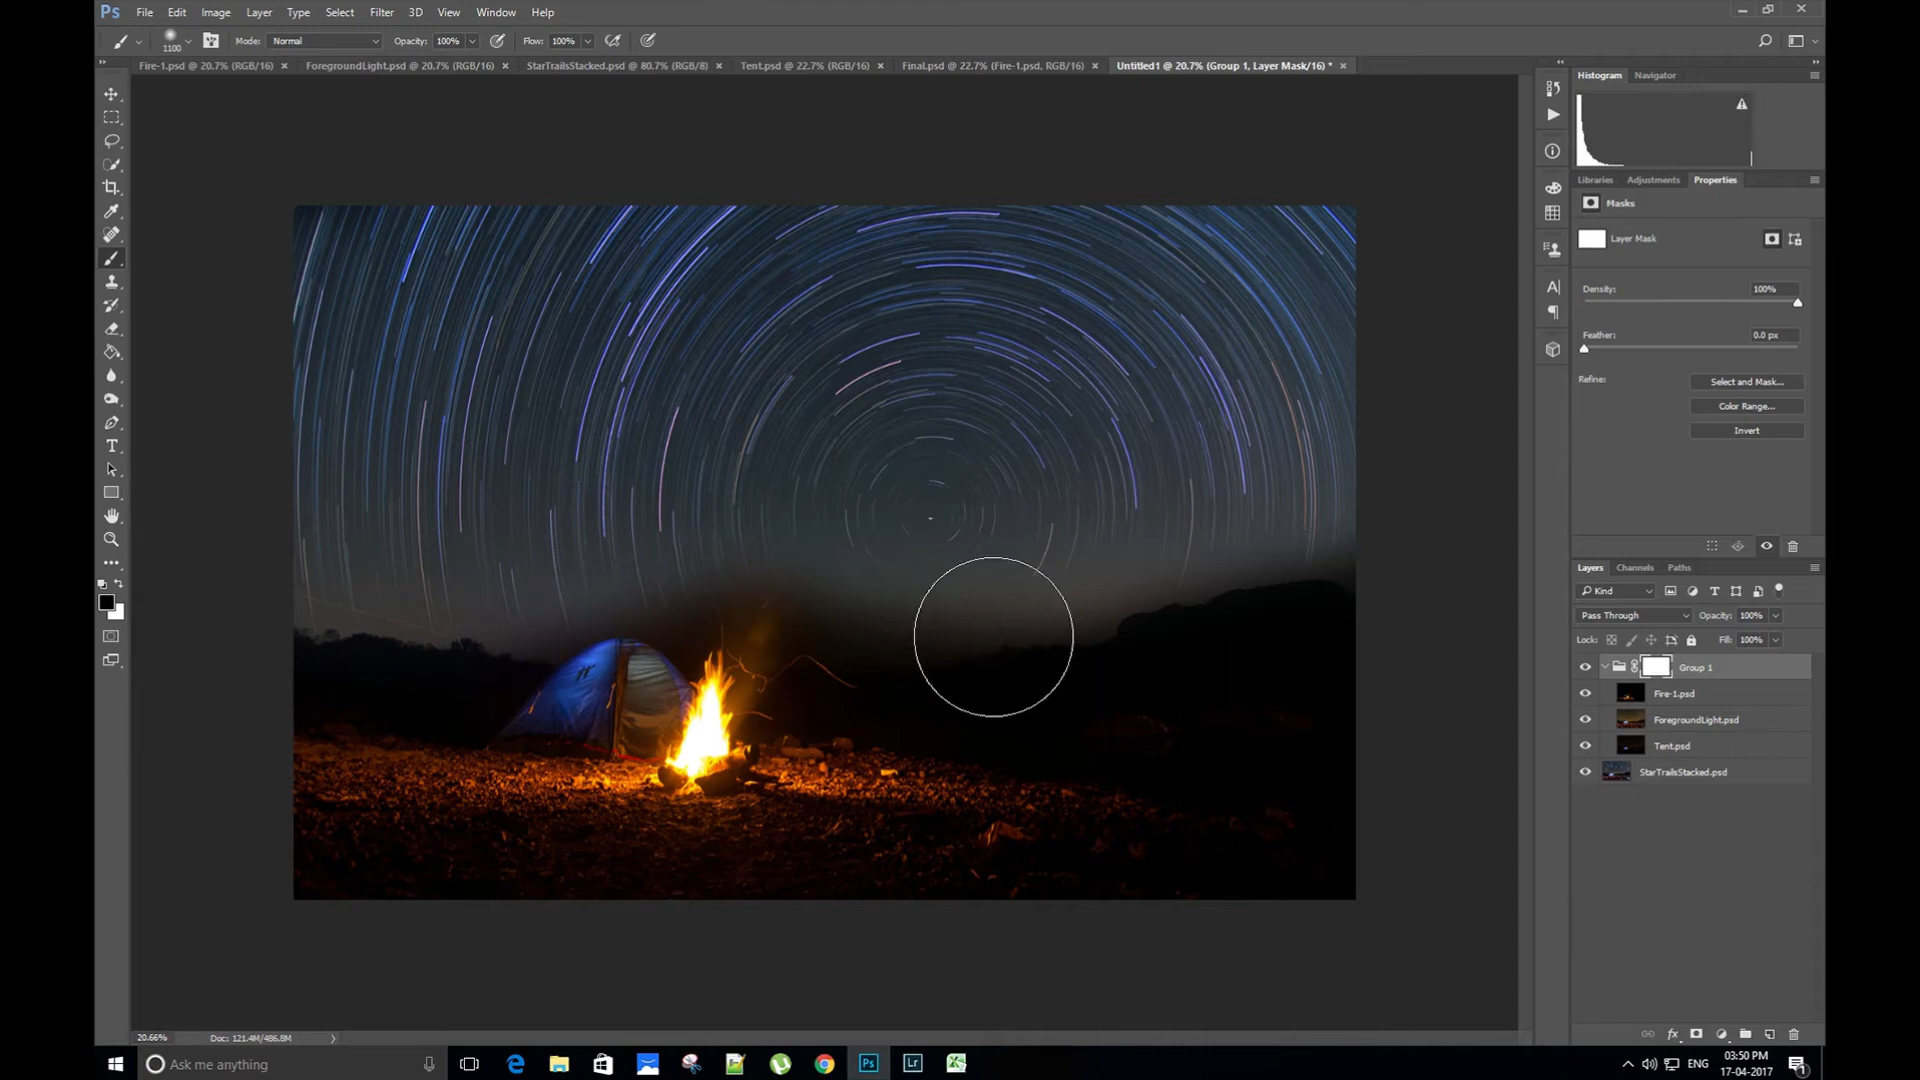 Ps File Edit Image Layer Type Select Filter 3D View Window Help
1100 Mode: Normal Opacity: 100% Flow: 100%
Fire-1.psd @ 20.7% (RGB/16) × ForegroundLight.psd @ 20.7% (RGB/16) × StarTrailsStacked.psd @ 80.7% (RGB/8) × Tent.psd @ 22.7% (RGB/16) × Final.psd @ 22.7% (Fire-1.psd, RGB/16) × Untitled1 @ 20.7% (Group 1, Layer Mask/16) * ×
Histogram Navigator
Libraries Adjustments Properties
Masks
Layer Mask
Density: 100%
Feather: 0.0 px
Refine: Select and Mask...
Color Range...
Invert
Layers Channels Paths
Kind
Pass Through Opacity: 100%
Lock: Fill: 100%
Group 1
Fire-1.psd
ForegroundLight.psd
Tent.psd
StarTrailsStacked.psd
20.66% Doc: 121.4M/486.8M
Ask me anything
Ps Lr
ENG
03:50 PM
17-04-2017
1